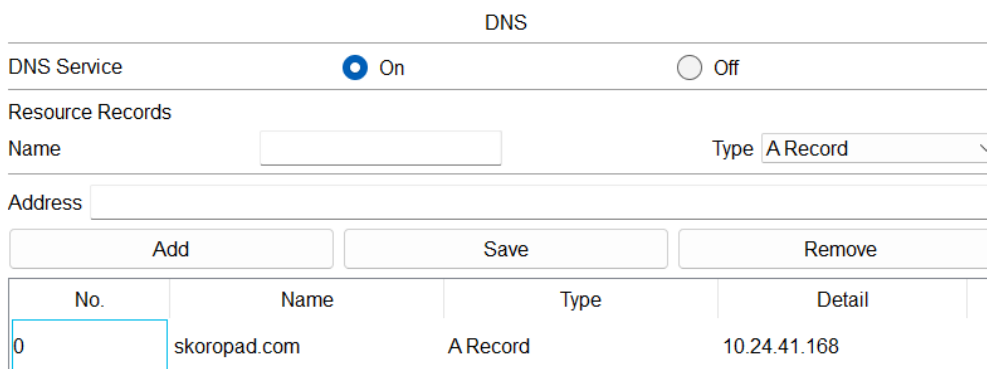 DNS
DNS Service On Off
Resource Records
Name Type A Record
Address
Add Save Remove
No. Name Type Detail
0 skoropad.com A Record 10.24.41.168